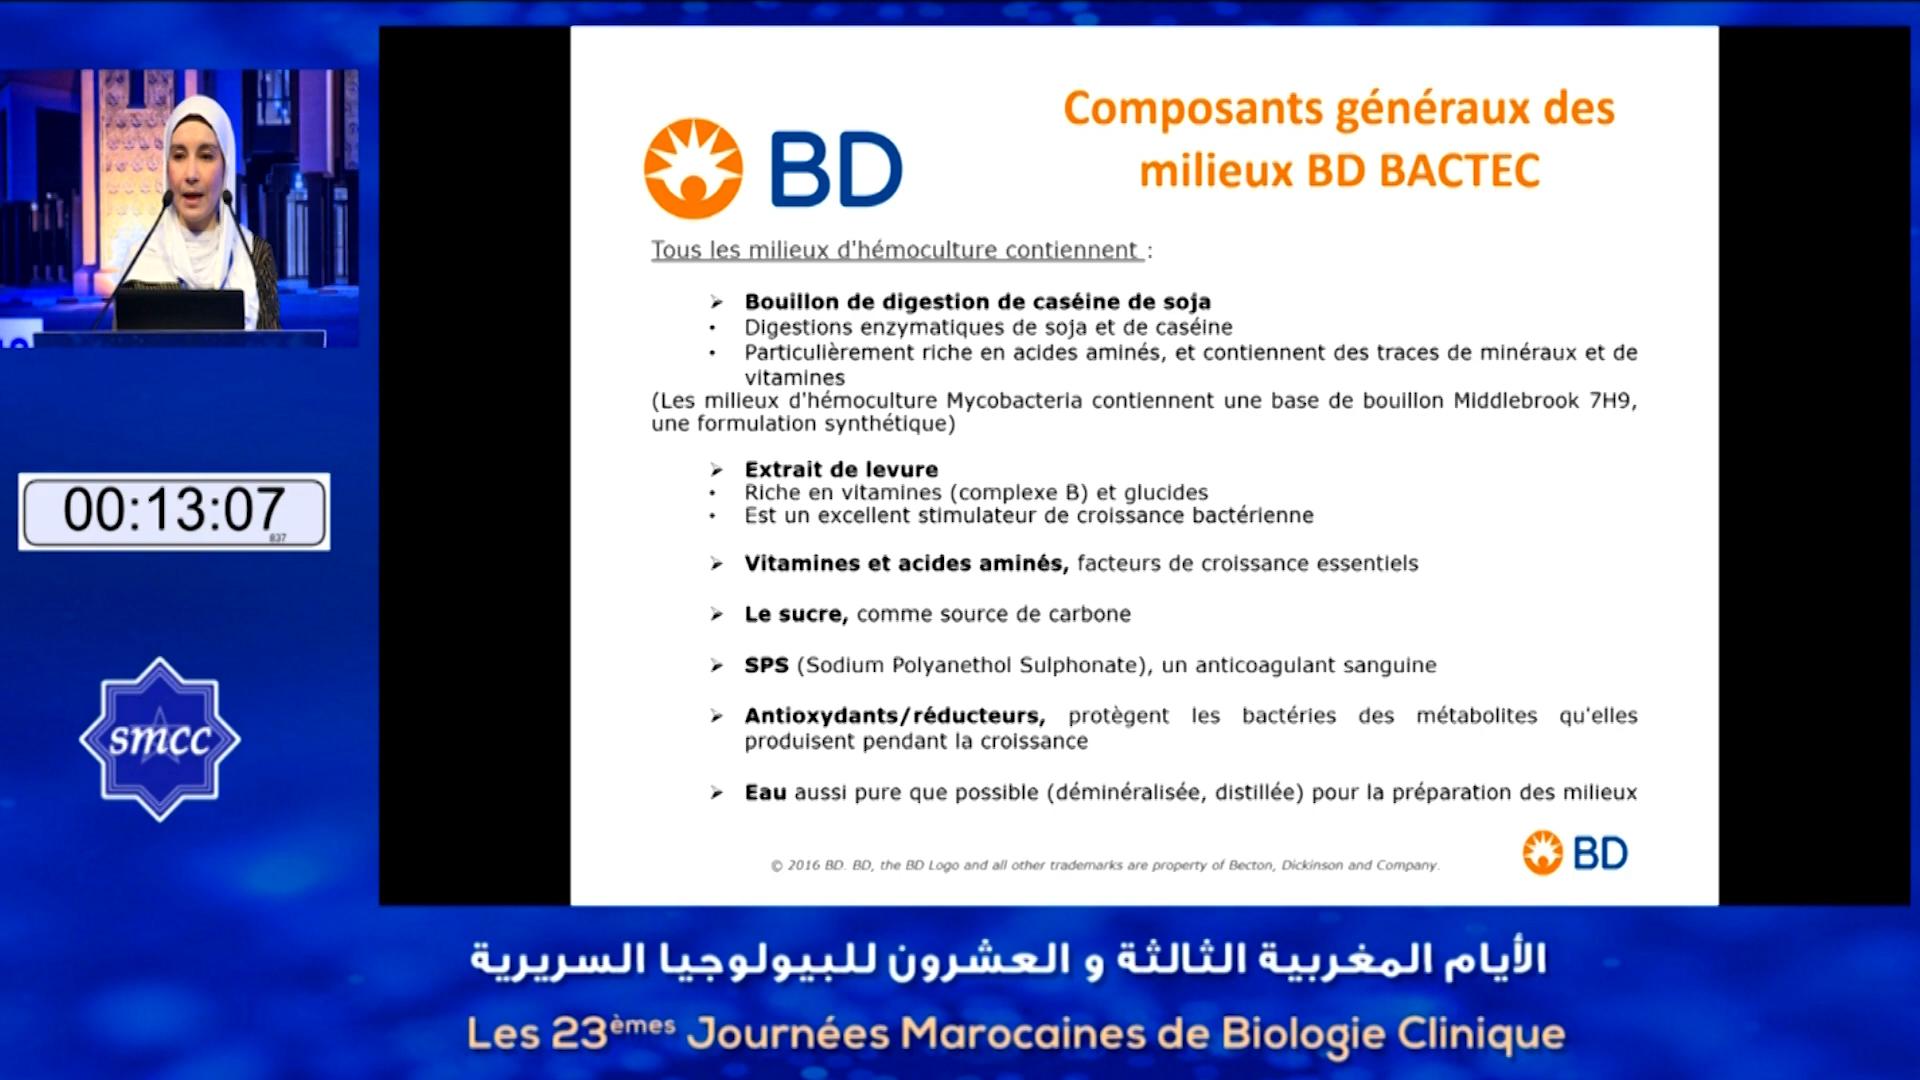 BD
Composants généraux des
milieux BD BACTEC
Tous les milieux d'hémoculture contiennent :
➢ Bouillon de digestion de caséine de soja
• Digestions enzymatiques de soja et de caséine
• Particulièrement riche en acides aminés, et contiennent des traces de minéraux et de
vitamines
(Les milieux d'hémoculture Mycobacteria contiennent une base de bouillon Middlebrook 7H9,
une formulation synthétique)
➢ Extrait de levure
• Riche en vitamines (complexe B) et glucides
• Est un excellent stimulateur de croissance bactérienne
➢ Vitamines et acides aminés, facteurs de croissance essentiels
➢ Le sucre, comme source de carbone
➢ SPS (Sodium Polyanethol Sulphonate), un anticoagulant sanguine
➢ Antioxydants/réducteurs, protègent les bactéries des métabolites qu'elles
produisent pendant la croissance
➢ Eau aussi pure que possible (déminéralisée, distillée) pour la préparation des milieux
© 2016 BD. BD, the BD Logo and all other trademarks are property of Becton, Dickinson and Company.
BD
00:13:07
837
smcc
الأيام المغربية الثالثة و العشرون للبيولوجيا السريرية
Les 23èmes Journées Marocaines de Biologie Clinique